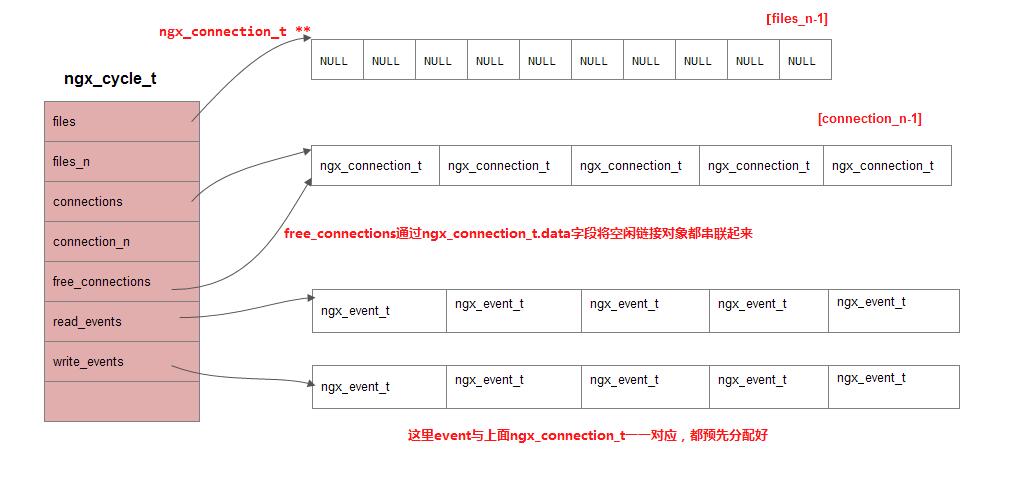 ngx_connection_t **
[files_n-1]
NULL NULL NULL NULL NULL NULL NULL NULL NULL NULL
ngx_cycle_t
files
files_n
connections
connection_n
free_connections
read_events
write_events
[connection_n-1]
ngx_connection_t ngx_connection_t ngx_connection_t ngx_connection_t ngx_connection_t
free_connections通过ngx_connection_t.data字段将空闲链接对象都串联起来
ngx_event_t ngx_event_t ngx_event_t ngx_event_t ngx_event_t
ngx_event_t ngx_event_t ngx_event_t ngx_event_t ngx_event_t
这里event与上面ngx_connection_t一一对应，都预先分配好